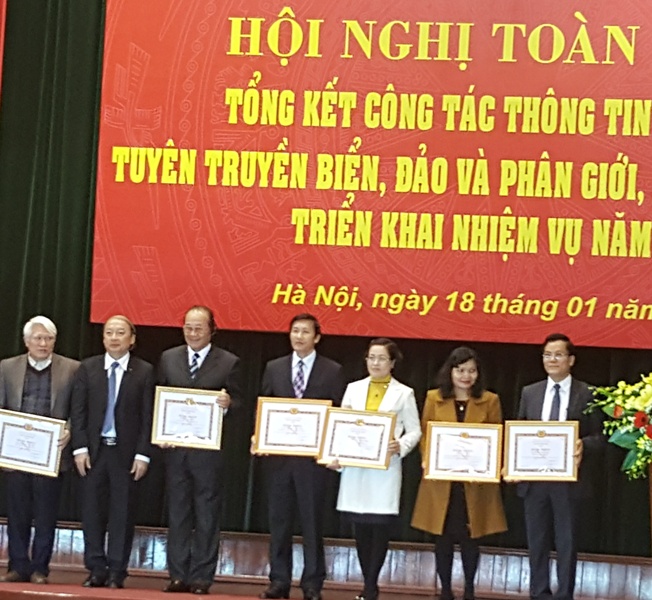 HỘI NGHỊ TOÀN
TỔNG KẾT CÔNG TÁC THÔNG TIN
TUYÊN TRUYỀN BIỂN, ĐẢO VÀ PHÂN GIỚI,
TRIỂN KHAI NHIỆM VỤ NĂM
Hà Nội, ngày 18 tháng 01 năm